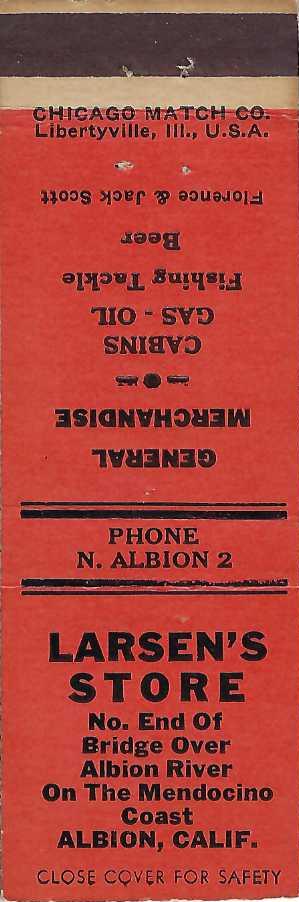 CHICAGO MATCH CO.
Libertyville, Ill., U.S.A.
GENERAL
MERCHANDISE
CABINS
GAS - OIL
Fishing Tackle
Beer
Florence & Jack Scott
PHONE
N. ALBION 2
LARSEN'S
STORE
No. End Of
Bridge Over
Albion River
On The Mendocino
Coast
ALBION, CALIF.
CLOSE COVER FOR SAFETY